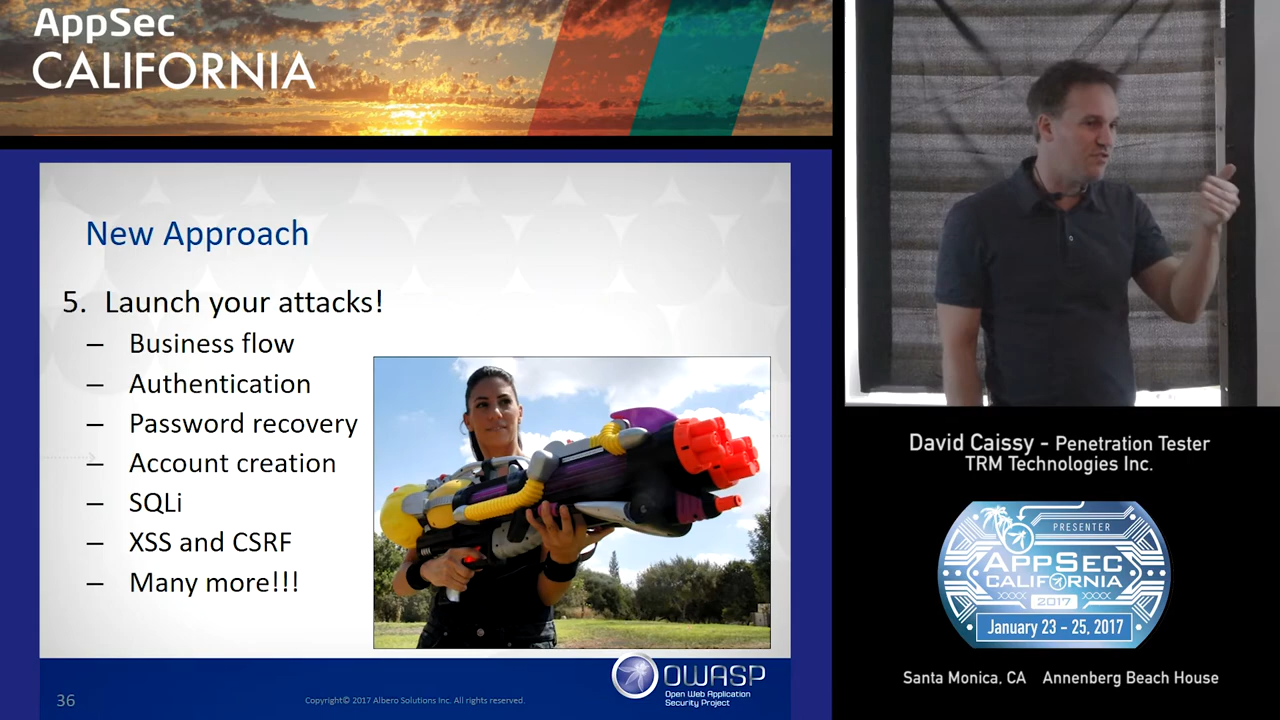 AppSec
CALIFORNIA
New Approach
5. Launch your attacks!
– Business flow
– Authentication
– Password recovery
– Account creation
– SQLi
– XSS and CSRF
– Many more!!!
36
Copyright© 2017 Albero Solutions Inc. All rights reserved.
OWASP
Open Web Application
Security Project
David Caissy - Penetration Tester
TRM Technologies Inc.
PRESENTER
APPSEC
CALIFORNIA
2017
January 23 - 25, 2017
Santa Monica, CA Annenberg Beach House